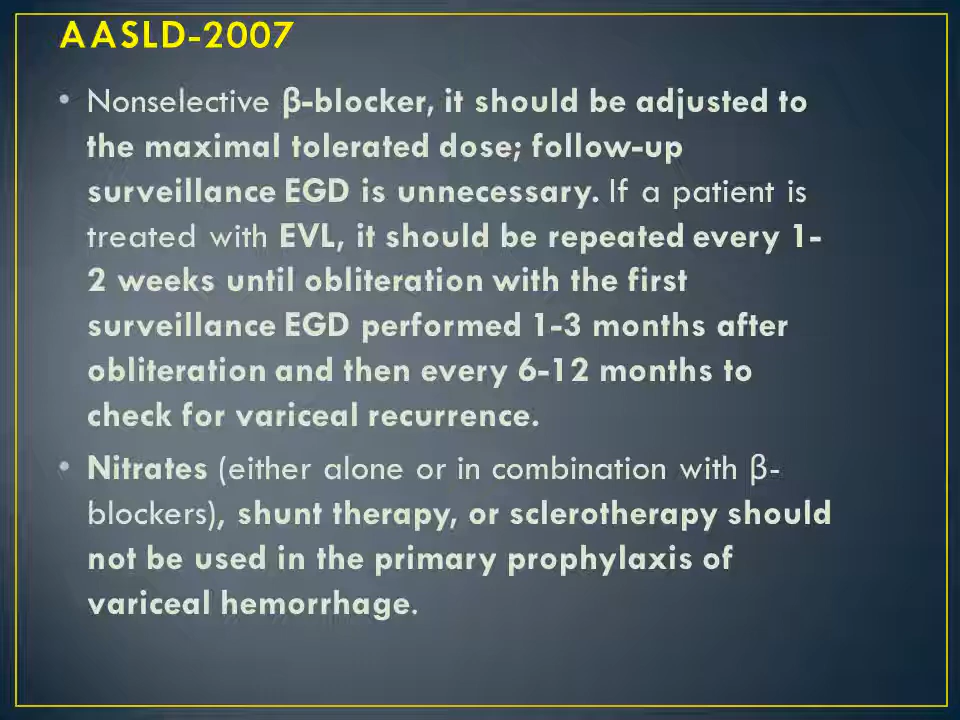 AASLD-2007
• Nonselective β-blocker, it should be adjusted to
the maximal tolerated dose; follow-up
surveillance EGD is unnecessary. If a patient is
treated with EVL, it should be repeated every 1-
2 weeks until obliteration with the first
surveillance EGD performed 1-3 months after
obliteration and then every 6-12 months to
check for variceal recurrence.
• Nitrates (either alone or in combination with β-
blockers), shunt therapy, or sclerotherapy should
not be used in the primary prophylaxis of
variceal hemorrhage.